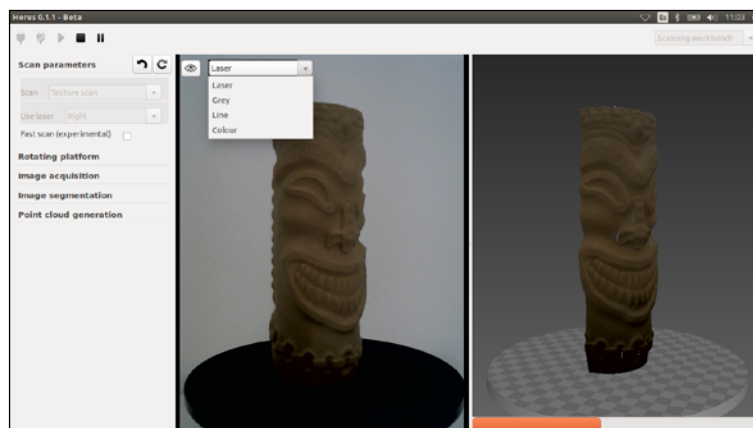 Horus 0.1.1 - Beta
Es
11:03
Scanning workbench
Scan parameters
Scan
Texture scan
Use laser
Right
Fast scan (experimental)
Rotating platform
Image acquisition
Image segmentation
Point cloud generation
Laser
Laser
Grey
Line
Colour